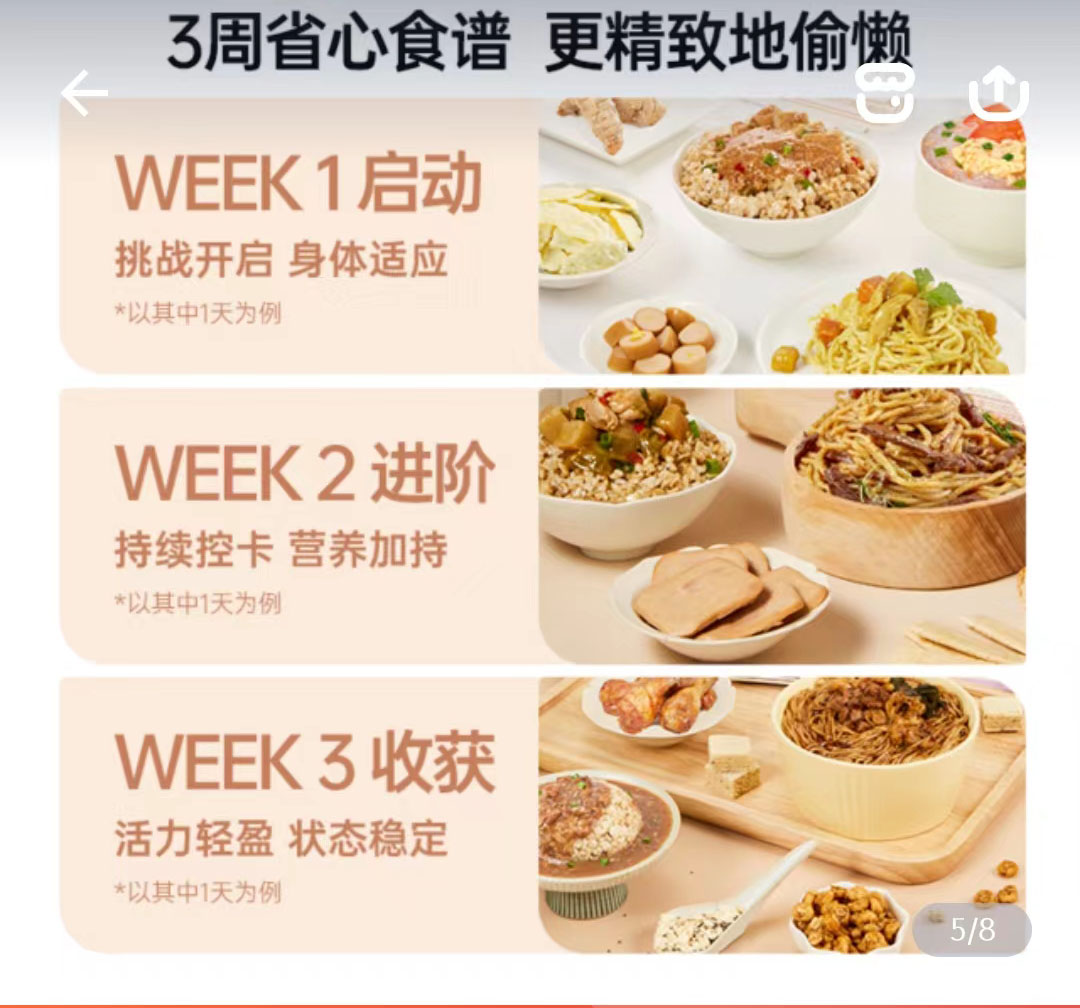 3周省心食谱 更精致地偷懒
WEEK 1 启动
挑战开启 身体适应
*以其中1天为例
WEEK 2 进阶
持续控卡 营养加持
*以其中1天为例
WEEK 3 收获
活力轻盈 状态稳定
*以其中1天为例
5/8